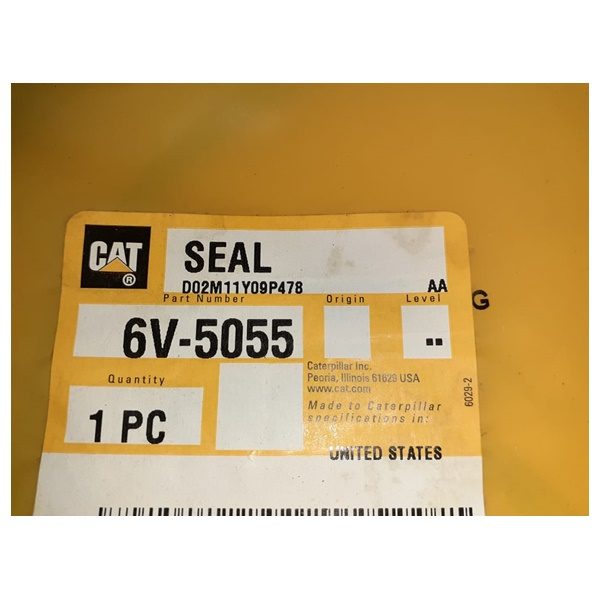 CAT
®
SEAL
D02M11Y09P478 AA
Part Number Origin Level
6V-5055 --
G
Quantity
1 PC
Caterpillar Inc.
Peoria, Illinois 61629 USA
www.cat.com
Made to Caterpillar
specifications in:
6029-2
UNITED STATES